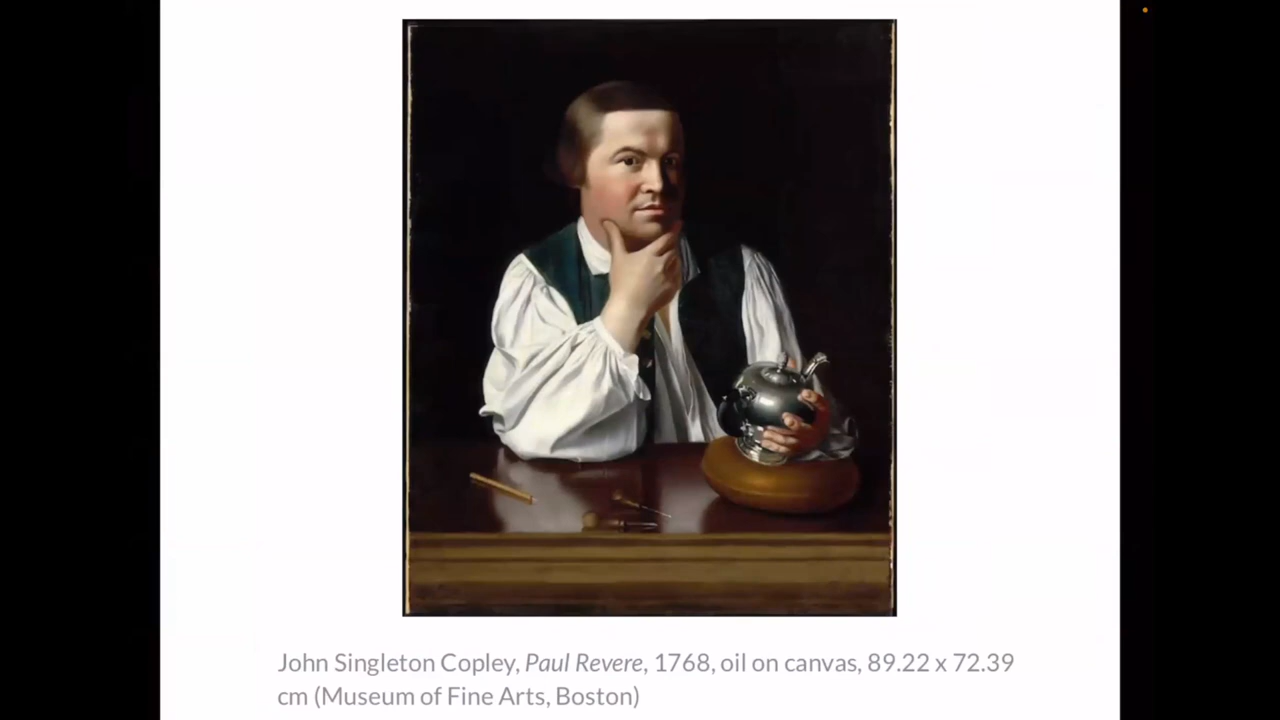 John Singleton Copley, Paul Revere, 1768, oil on canvas, 89.22 x 72.39
cm (Museum of Fine Arts, Boston)